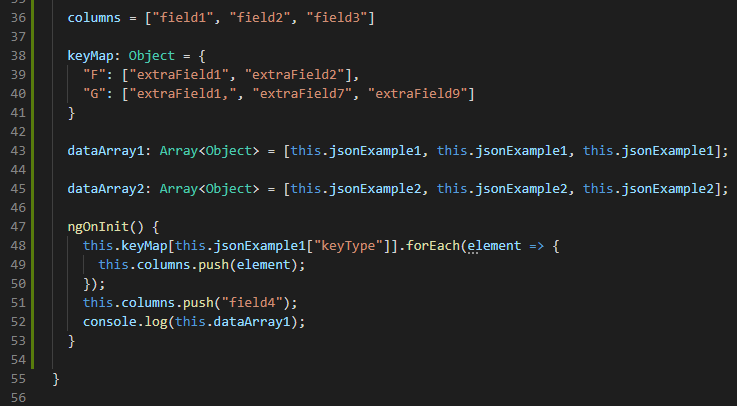 36 columns = ["field1", "field2", "field3"]
37
38 keyMap: Object = {
39 "F": ["extraField1", "extraField2"],
40 "G": ["extraField1,", "extraField7", "extraField9"]
41 }
42
43 dataArray1: Array<Object> = [this.jsonExample1, this.jsonExample1, this.jsonExample1];
44
45 dataArray2: Array<Object> = [this.jsonExample2, this.jsonExample2, this.jsonExample2];
46
47 ngOnInit() {
48 this.keyMap[this.jsonExample1["keyType"]].forEach(element => {
49 this.columns.push(element);
50 });
51 this.columns.push("field4");
52 console.log(this.dataArray1);
53 }
54
55 }
56